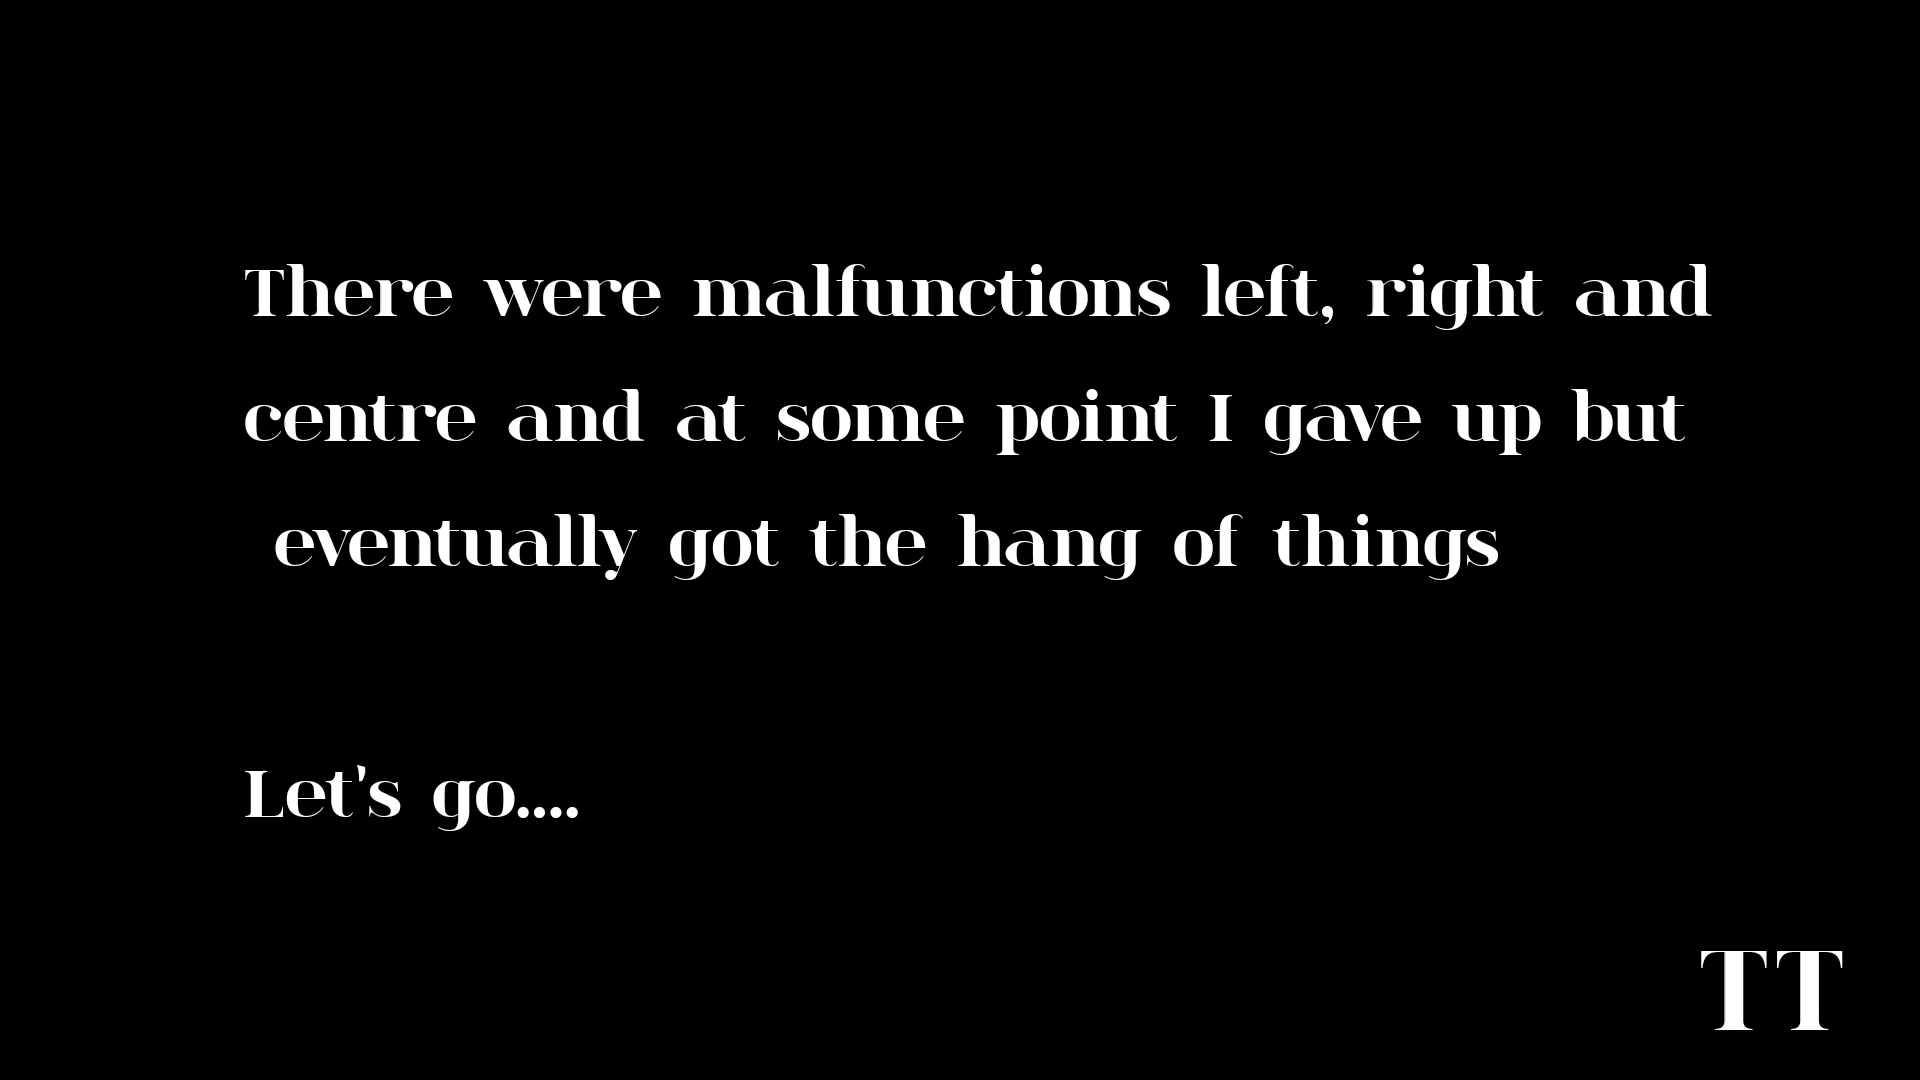 There were malfunctions left, right and
centre and at some point I gave up but
eventually got the hang of things
Let's go....
TT